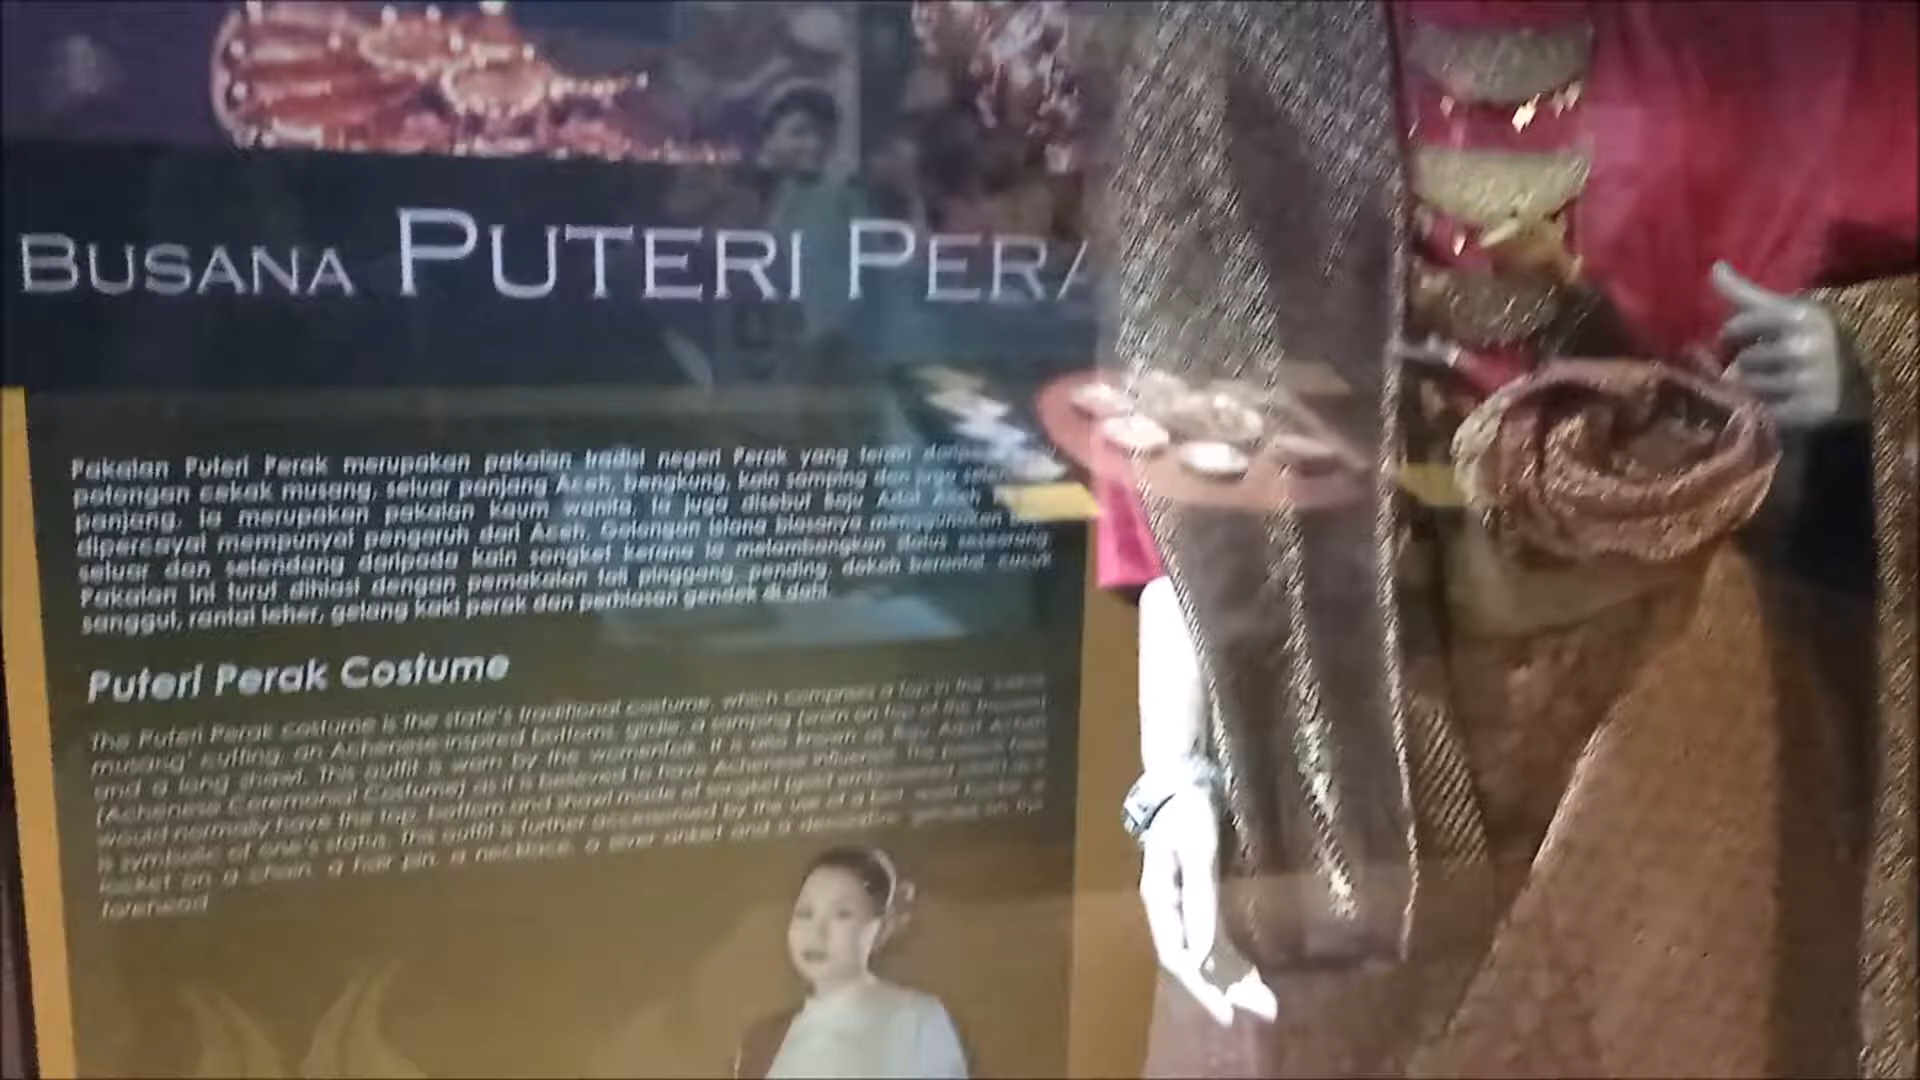 BUSANA PUTERI PERA
Pakaian Puteri Perak merupakan pakaian tradisi negeri Perak yang terdiri
potongan cekak musang, seluar panjang Aceh, bengkung, kain samping dan
panjang. Ia merupakan pakaian kaum wanita. Ia juga disebut Baju Adat
dipercayai mempunyai pengaruh dari Aceh. Golongan istana biasanya
seluar dan selendang daripada kain songket kerana ia melambangkan status seseorang.
Pakaian ini turut dihiasi dengan pemakaian tali pinggang, pending, dokoh berantai, cucuk
sanggul, rantai leher, gelang kaki perak dan perhiasan gendek di dahi.
Puteri Perak Costume
The Puteri Perak costume is the state's traditional costume, which comprises a top in the
musang' cutting, an Achenese inspired bottoms, girdle, a samping
and a long shawl. This outfit is worn by the womenfolk. It is also known as Baju Adat Acheh
(Achenese Ceremonial Costume) as it is believed to have Achenese influence. The
would normally have the top, bottom and shawl made of songket
is symbolic of one's status. This outfit is further accessorised by the use of a
locket on a chain, a hair pin, a necklace, a silver anklet and a decorative gendek on the
forehead